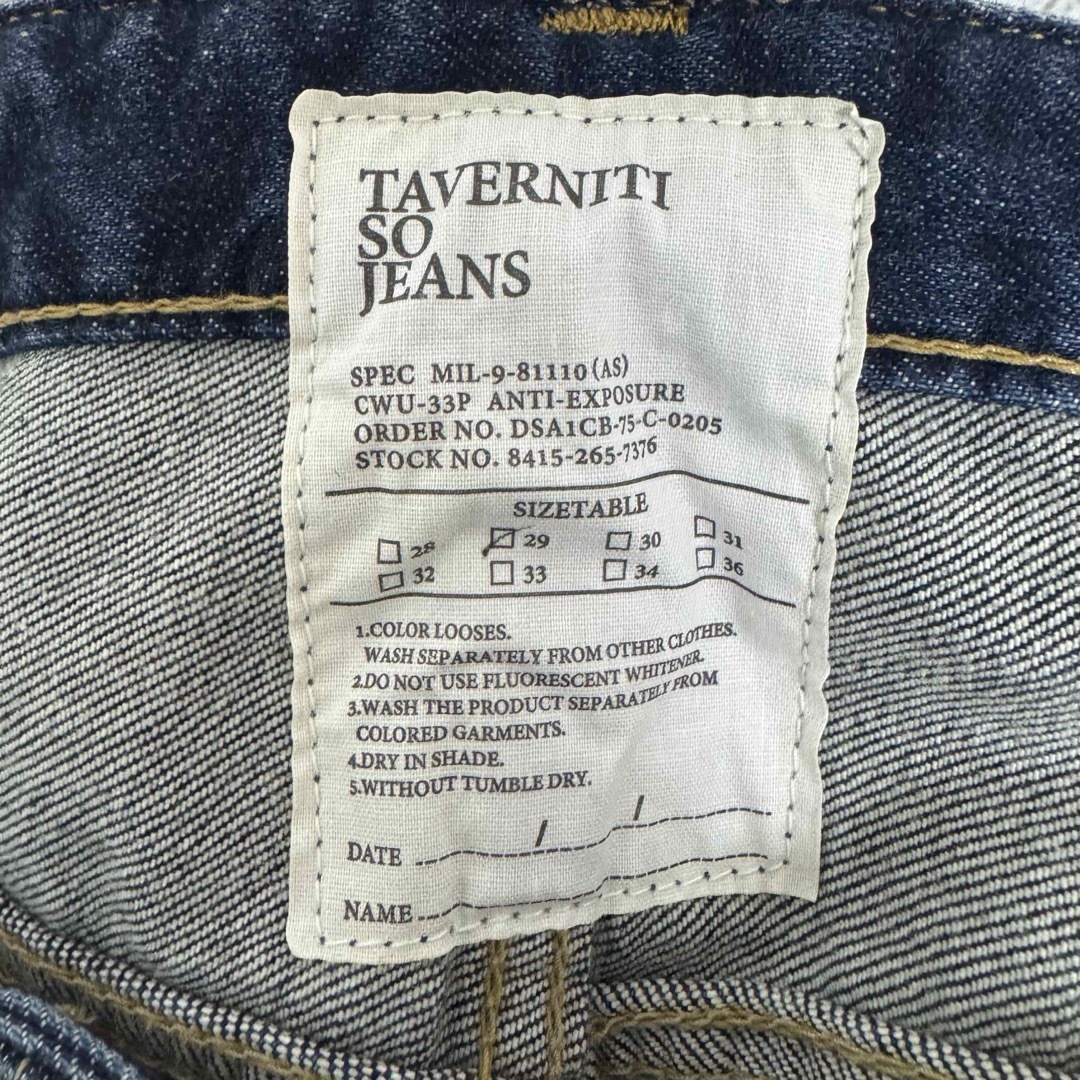 TAVERNITI
SO
JEANS
SPEC MIL-9-81110(AS)
CWU-33P ANTI-EXPOSURE
ORDER NO. DSA1CB-75-C-0205
STOCK NO. 8415-265-7376
SIZETABLE
28 29 30 31
32 33 34 36
1.COLOR LOOSES.
WASH SEPARATELY FROM OTHER CLOTHES.
2.DO NOT USE FLUORESCENT WHITENER.
3.WASH THE PRODUCT SEPARATELY FROM
COLORED GARMENTS.
4.DRY IN SHADE.
5.WITHOUT TUMBLE DRY.
DATE / /
NAME